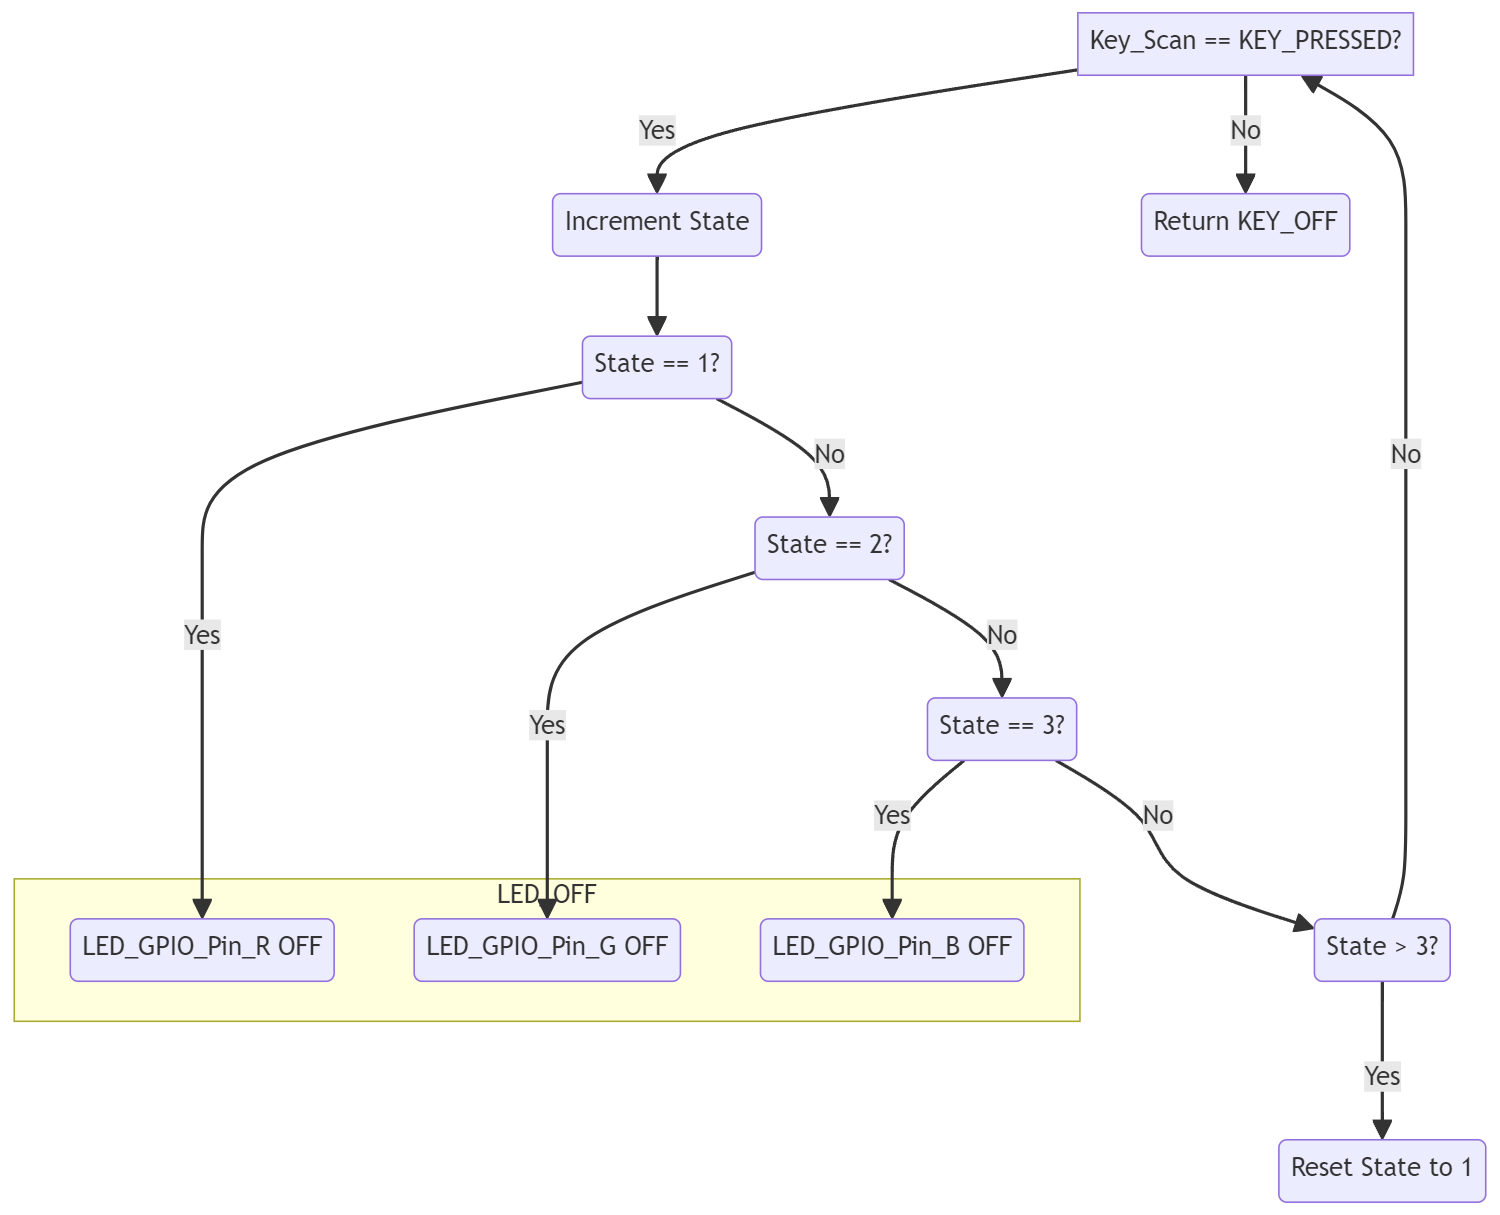 Key_Scan == KEY_PRESSED?
Yes
No
Increment State
Return KEY_OFF
State == 1?
No
No
State == 2?
Yes
No
State == 3?
Yes
Yes
No
LED_OFF
LED_GPIO_Pin_R OFF
LED_GPIO_Pin_G OFF
LED_GPIO_Pin_B OFF
State > 3?
Yes
Reset State to 1